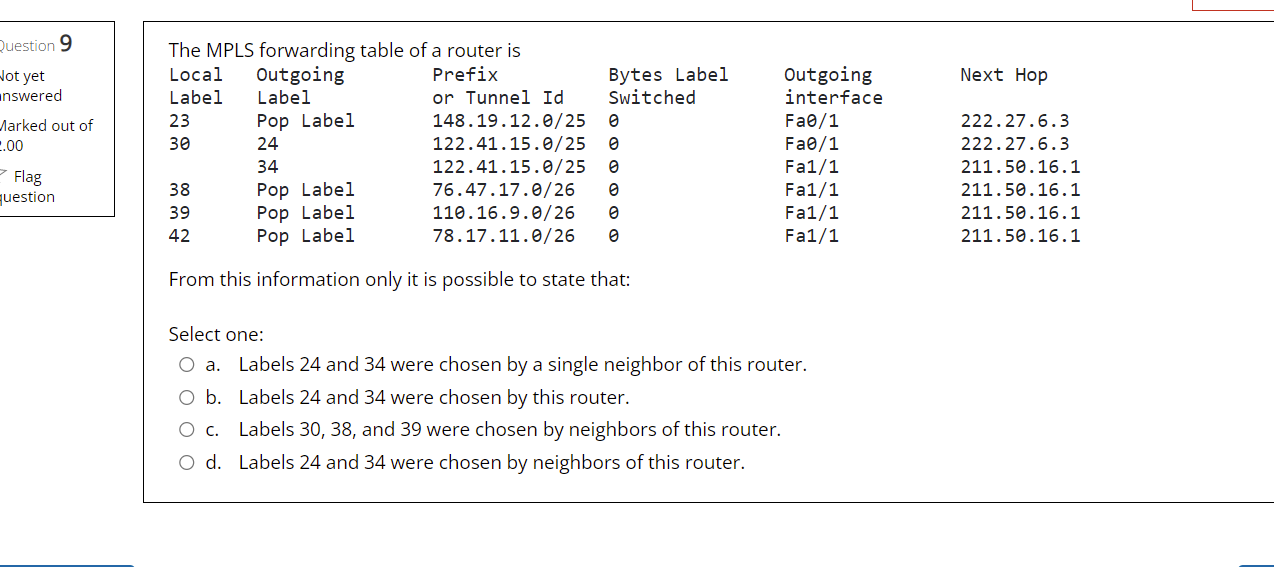 Question 9
Not yet
answered
Marked out of
2.00
Flag
question
The MPLS forwarding table of a router is
Local Outgoing Prefix Bytes Label Outgoing Next Hop
Label Label or Tunnel Id Switched interface
23 Pop Label 148.19.12.0/25 0 Fa0/1 222.27.6.3
30 24 122.41.15.0/25 0 Fa0/1 222.27.6.3
34 122.41.15.0/25 0 Fa1/1 211.50.16.1
38 Pop Label 76.47.17.0/26 0 Fa1/1 211.50.16.1
39 Pop Label 110.16.9.0/26 0 Fa1/1 211.50.16.1
42 Pop Label 78.17.11.0/26 0 Fa1/1 211.50.16.1
From this information only it is possible to state that:
Select one:
a. Labels 24 and 34 were chosen by a single neighbor of this router.
b. Labels 24 and 34 were chosen by this router.
c. Labels 30, 38, and 39 were chosen by neighbors of this router.
d. Labels 24 and 34 were chosen by neighbors of this router.